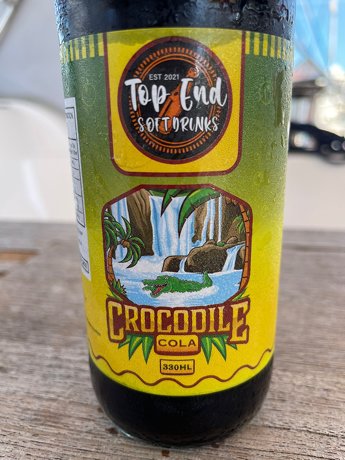 EST 2021
Top End
SOFT DRINKS
CROCODILE
COLA
330ML